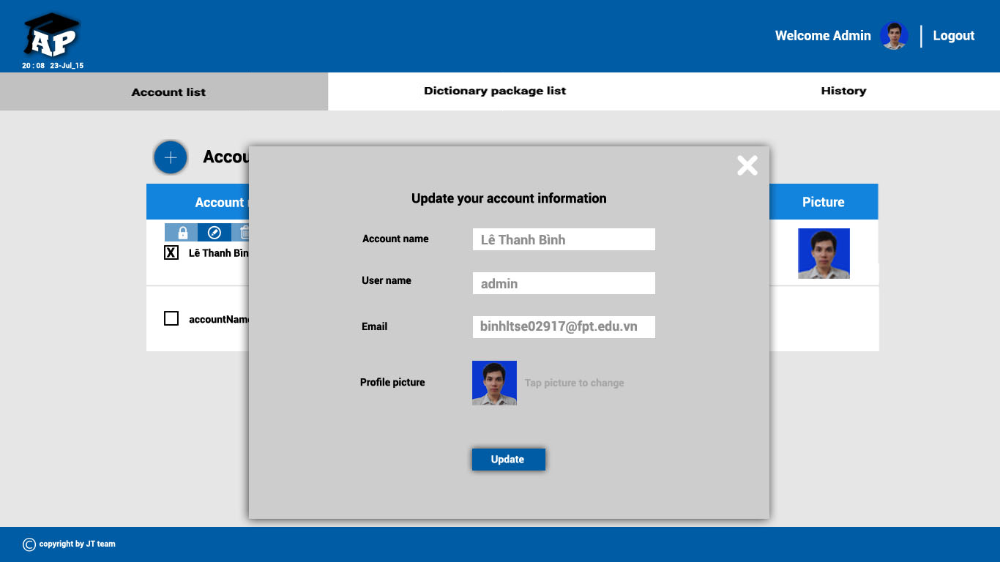 AP
Welcome Admin
Logout
20 : 08 23-Jul_15
Account list
Dictionary package list
History
Accou
Account
Picture
Update your account information
Account name
Lê Thanh Bình
X Lê Thanh Bìn
User name
admin
accountName
Email
binhltse02917@fpt.edu.vn
Profile picture
Tap picture to change
Update
© copyright by JT team